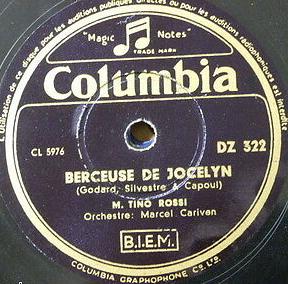 L'Utilisation de ce disque pour les auditions publiques directes ou pour les auditions radiophoniques est interdite
"Magic Notes"
TRADE MARK
Columbia
CL 5976
DZ 322
BERCEUSE DE JOCELYN
(Godard, Silvestre & Capoul)
M. TINO ROSSI
Orchestre: Marcel Cariven
B.I.E.M.
COLUMBIA GRAPHOPHONE CO. LTD.